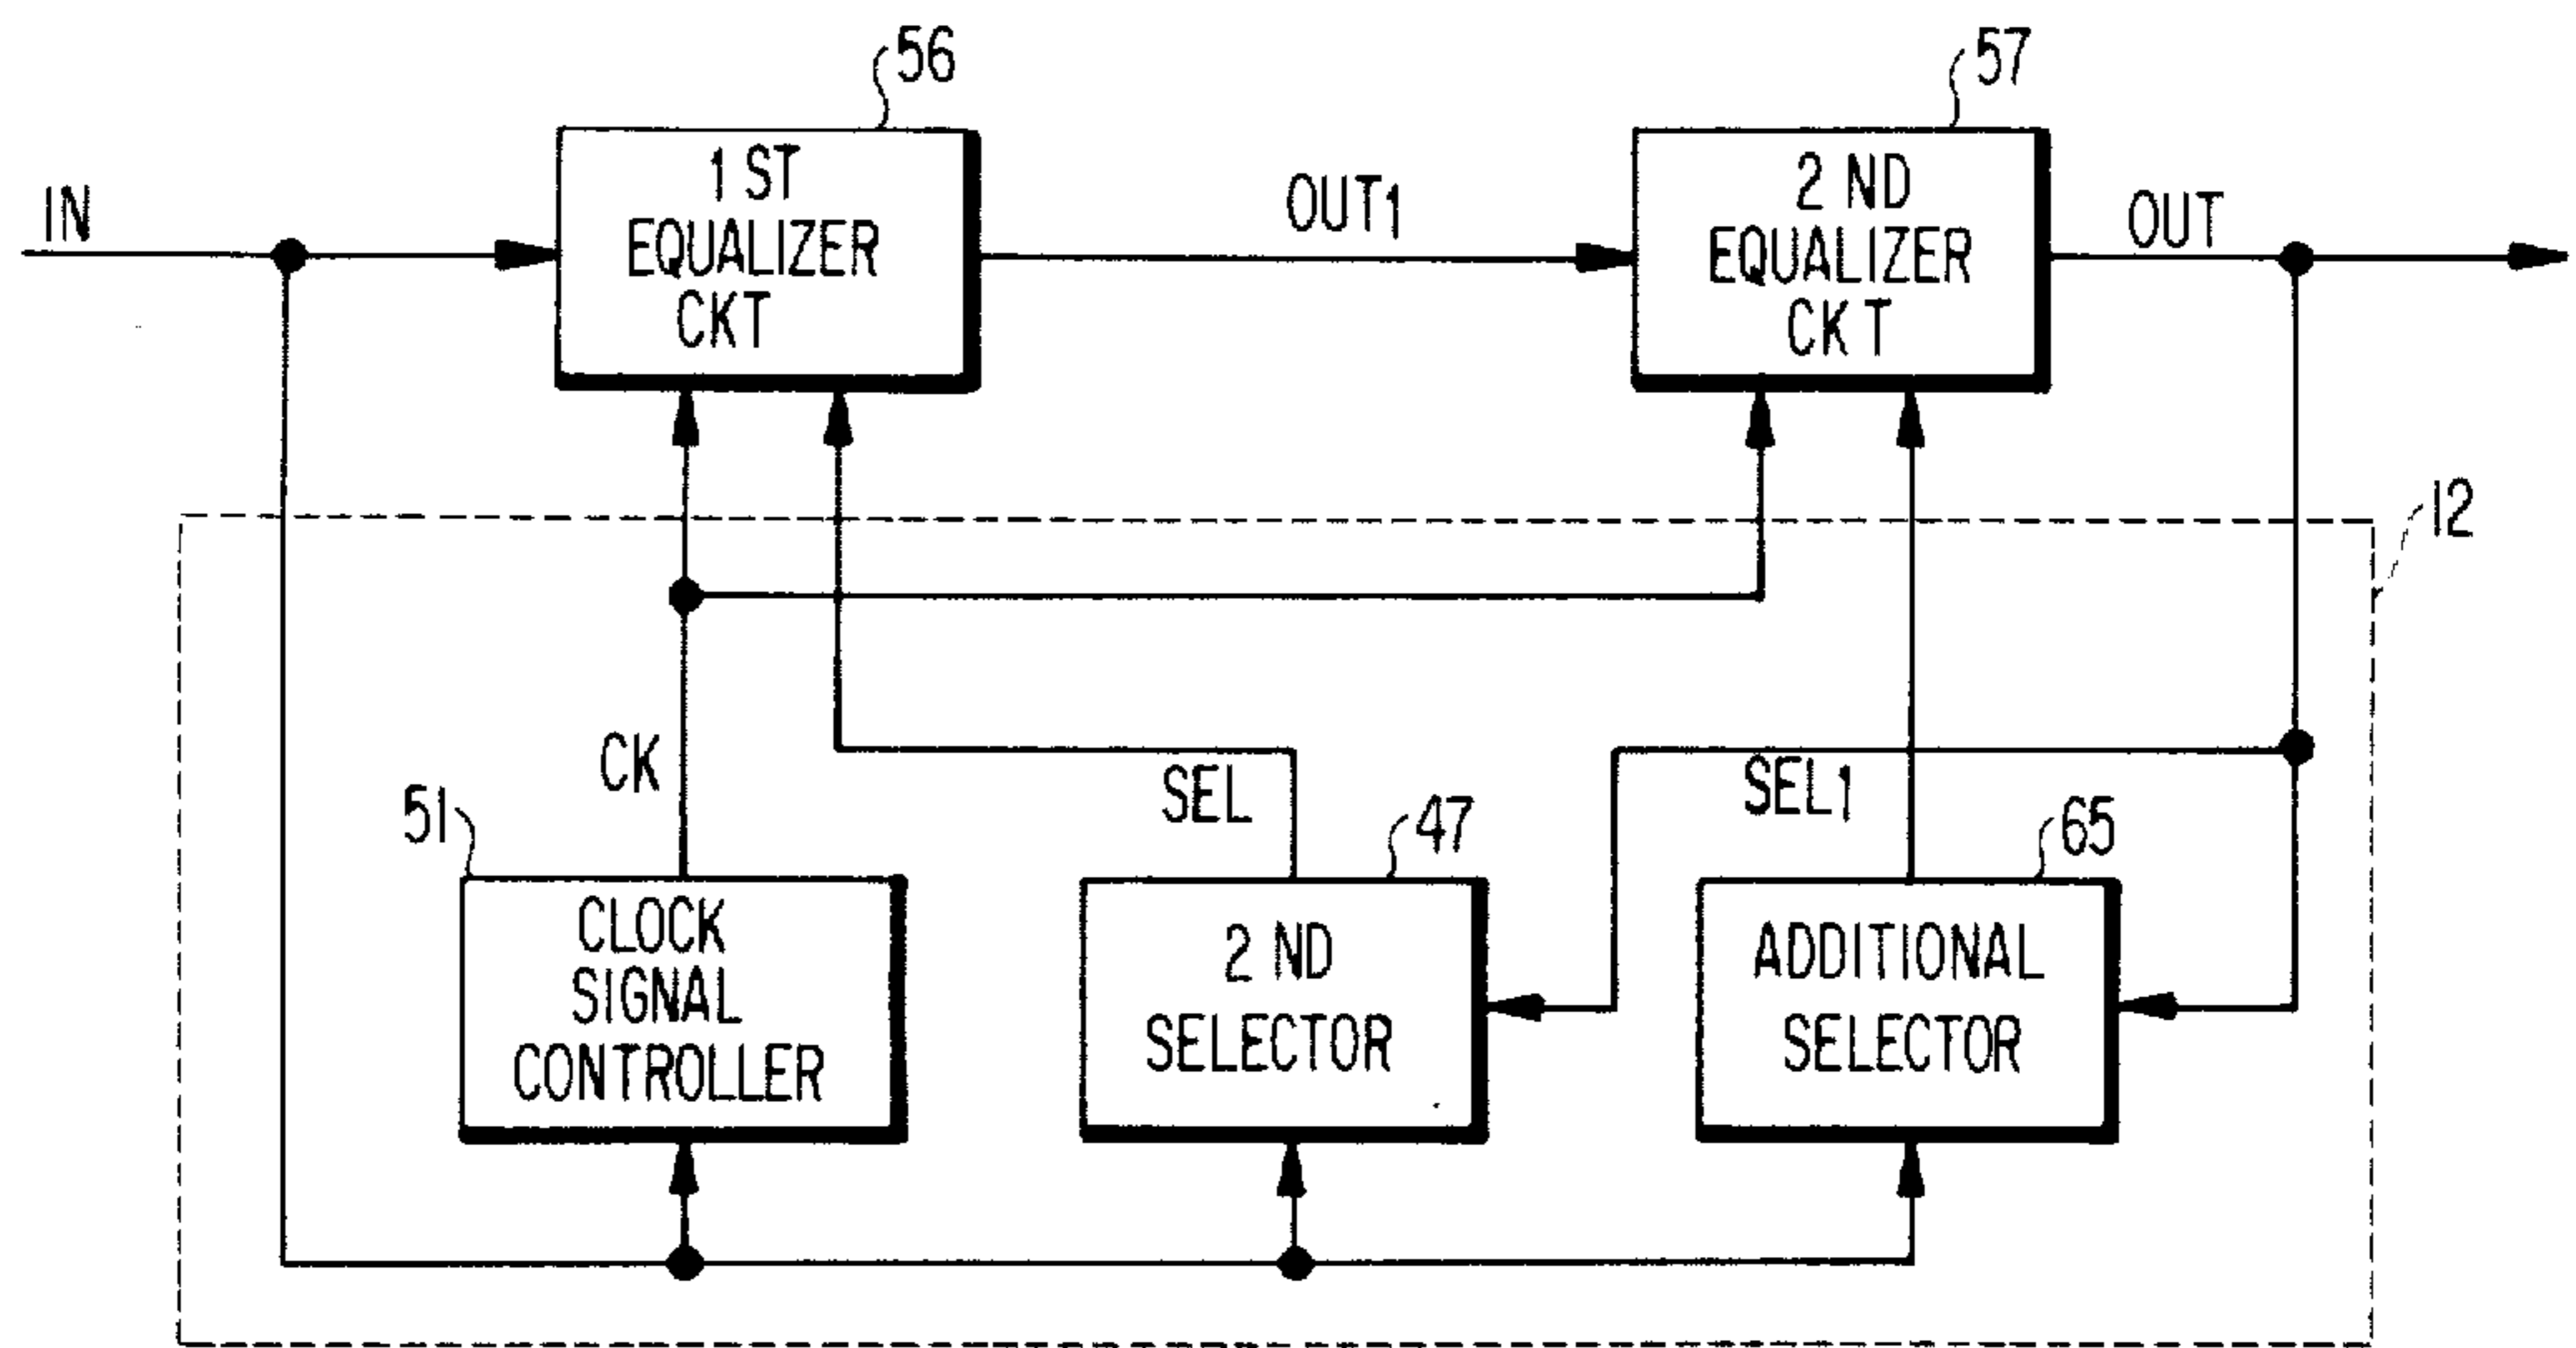 56
57
IN
1 ST
EQUALIZER
CKT
OUT1
2 ND
EQUALIZER
CKT
OUT
12
CK
SEL
SEL1
51
47
65
CLOCK
SIGNAL
CONTROLLER
2 ND
SELECTOR
ADDITIONAL
SELECTOR